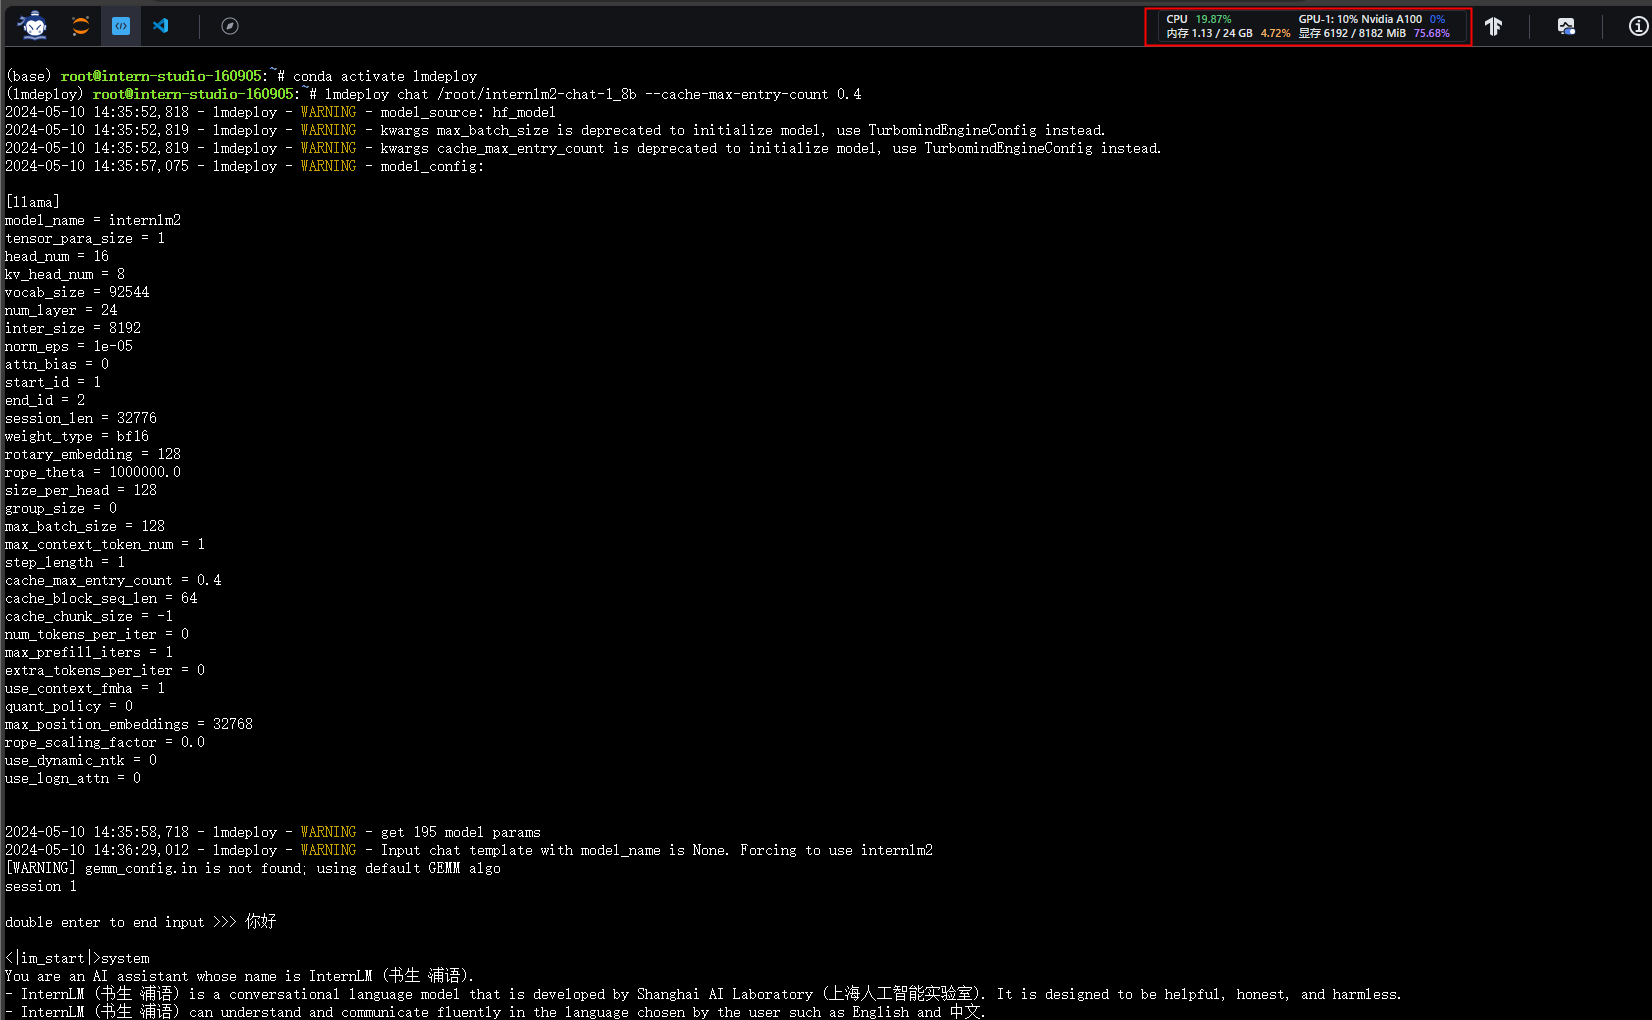 CPU 19.87% GPU-1: 10% Nvidia A100 0%
内存 1.13 / 24 GB 4.72% 显存 6192 / 8182 MiB 75.68%
(base) root@intern-studio-160905:~# conda activate lmdeploy
(lmdeploy) root@intern-studio-160905:~# lmdeploy chat /root/internlm2-chat-1_8b --cache-max-entry-count 0.4
2024-05-10 14:35:52,818 - lmdeploy - WARNING - model_source: hf_model
2024-05-10 14:35:52,819 - lmdeploy - WARNING - kwargs max_batch_size is deprecated to initialize model, use TurbomindEngineConfig instead.
2024-05-10 14:35:52,819 - lmdeploy - WARNING - kwargs cache_max_entry_count is deprecated to initialize model, use TurbomindEngineConfig instead.
2024-05-10 14:35:57,075 - lmdeploy - WARNING - model_config:
[llama]
model_name = internlm2
tensor_para_size = 1
head_num = 16
kv_head_num = 8
vocab_size = 92544
num_layer = 24
inter_size = 8192
norm_eps = 1e-05
attn_bias = 0
start_id = 1
end_id = 2
session_len = 32776
weight_type = bf16
rotary_embedding = 128
rope_theta = 1000000.0
size_per_head = 128
group_size = 0
max_batch_size = 128
max_context_token_num = 1
step_length = 1
cache_max_entry_count = 0.4
cache_block_seq_len = 64
cache_chunk_size = -1
num_tokens_per_iter = 0
max_prefill_iters = 1
extra_tokens_per_iter = 0
use_context_fmha = 1
quant_policy = 0
max_position_embeddings = 32768
rope_scaling_factor = 0.0
use_dynamic_ntk = 0
use_logn_attn = 0
2024-05-10 14:35:58,718 - lmdeploy - WARNING - get 195 model params
2024-05-10 14:36:29,012 - lmdeploy - WARNING - Input chat template with model_name is None. Forcing to use internlm2
[WARNING] gemm_config.in is not found; using default GEMM algo
session 1
double enter to end input >>> 你好
<|im_start|>system
You are an AI assistant whose name is InternLM (书生·浦语).
- InternLM (书生·浦语) is a conversational language model that is developed by Shanghai AI Laboratory (上海人工智能实验室). It is designed to be helpful, honest, and harmless.
- InternLM (书生·浦语) can understand and communicate fluently in the language chosen by the user such as English and 中文.